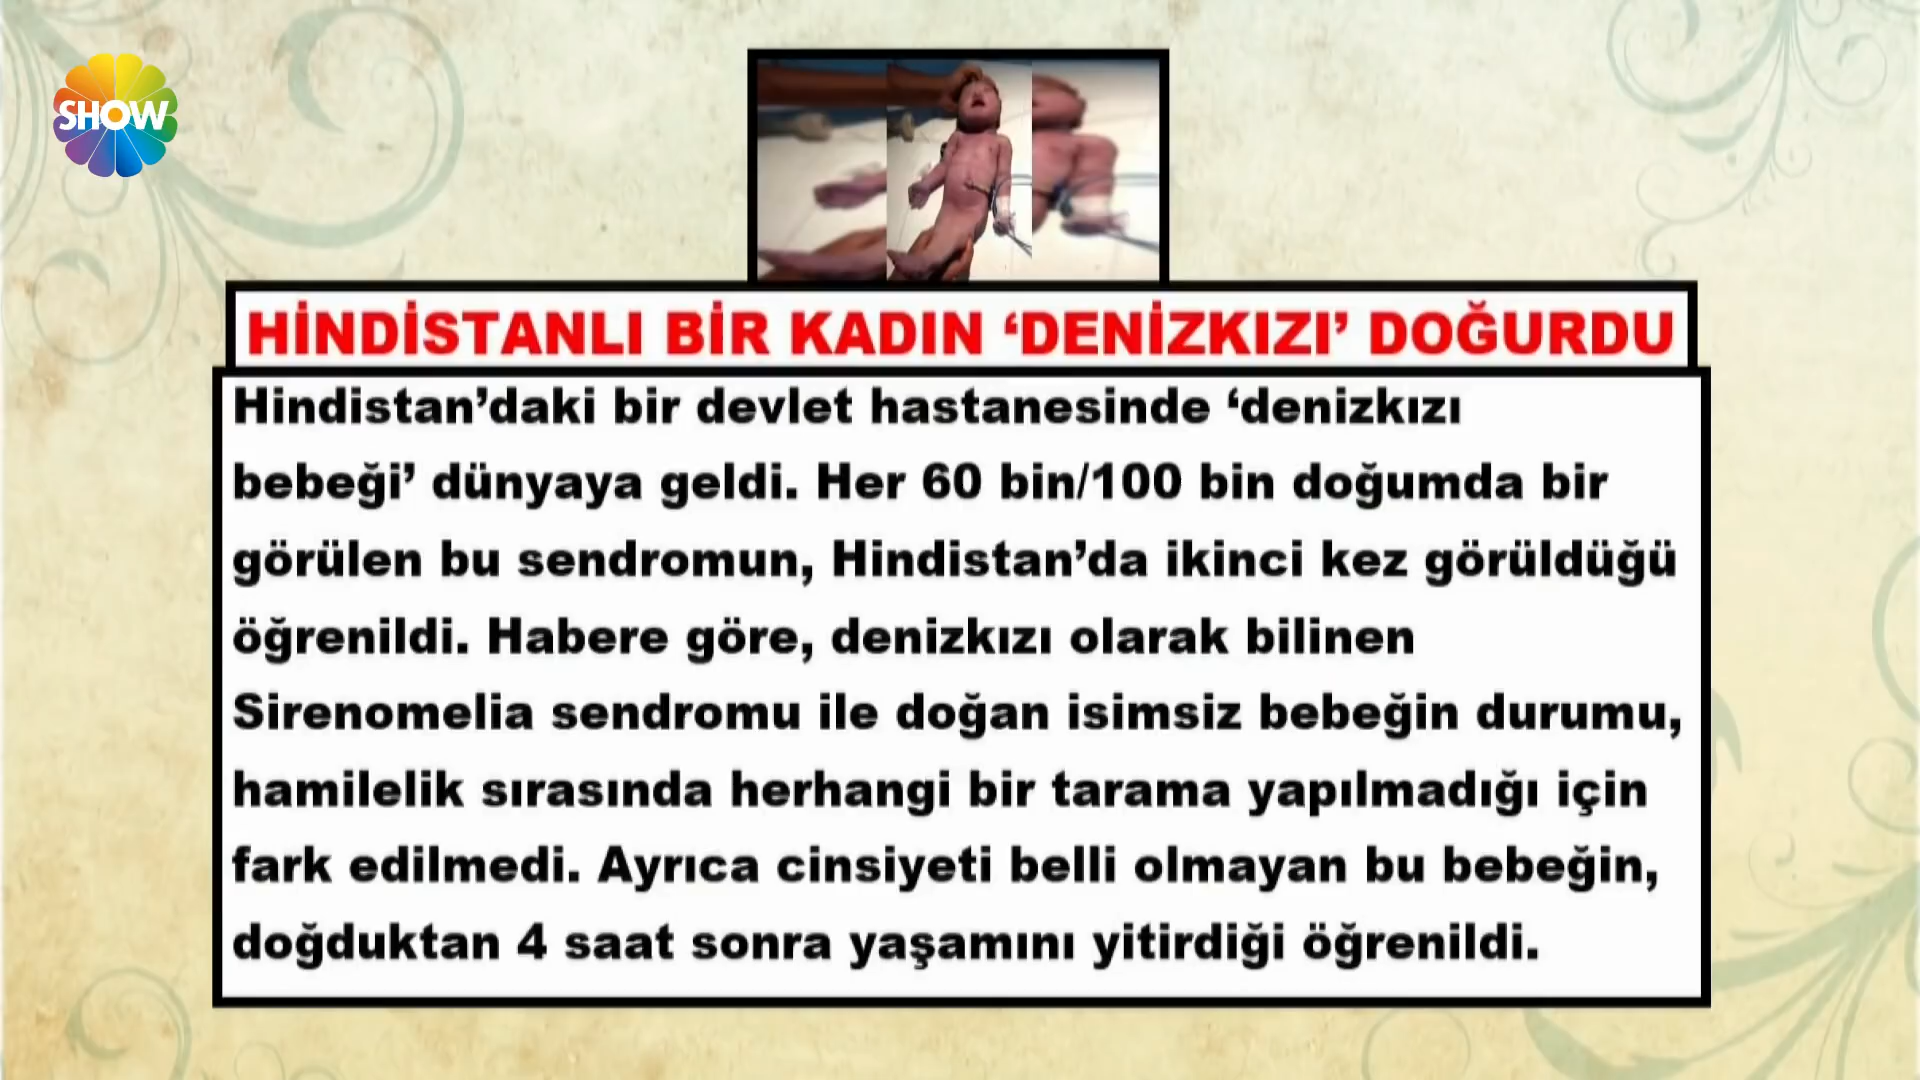 SHOW
HİNDİSTANLI BİR KADIN ‘DENİZKIZI’ DOĞURDU
Hindistan’daki bir devlet hastanesinde ‘denizkızı
bebeği’ dünyaya geldi. Her 60 bin/100 bin doğumda bir
görülen bu sendromun, Hindistan’da ikinci kez görüldüğü
öğrenildi. Habere göre, denizkızı olarak bilinen
Sirenomelia sendromu ile doğan isimsiz bebeğin durumu,
hamilelik sırasında herhangi bir tarama yapılmadığı için
fark edilmedi. Ayrıca cinsiyeti belli olmayan bu bebeğin,
doğduktan 4 saat sonra yaşamını yitirdiği öğrenildi.